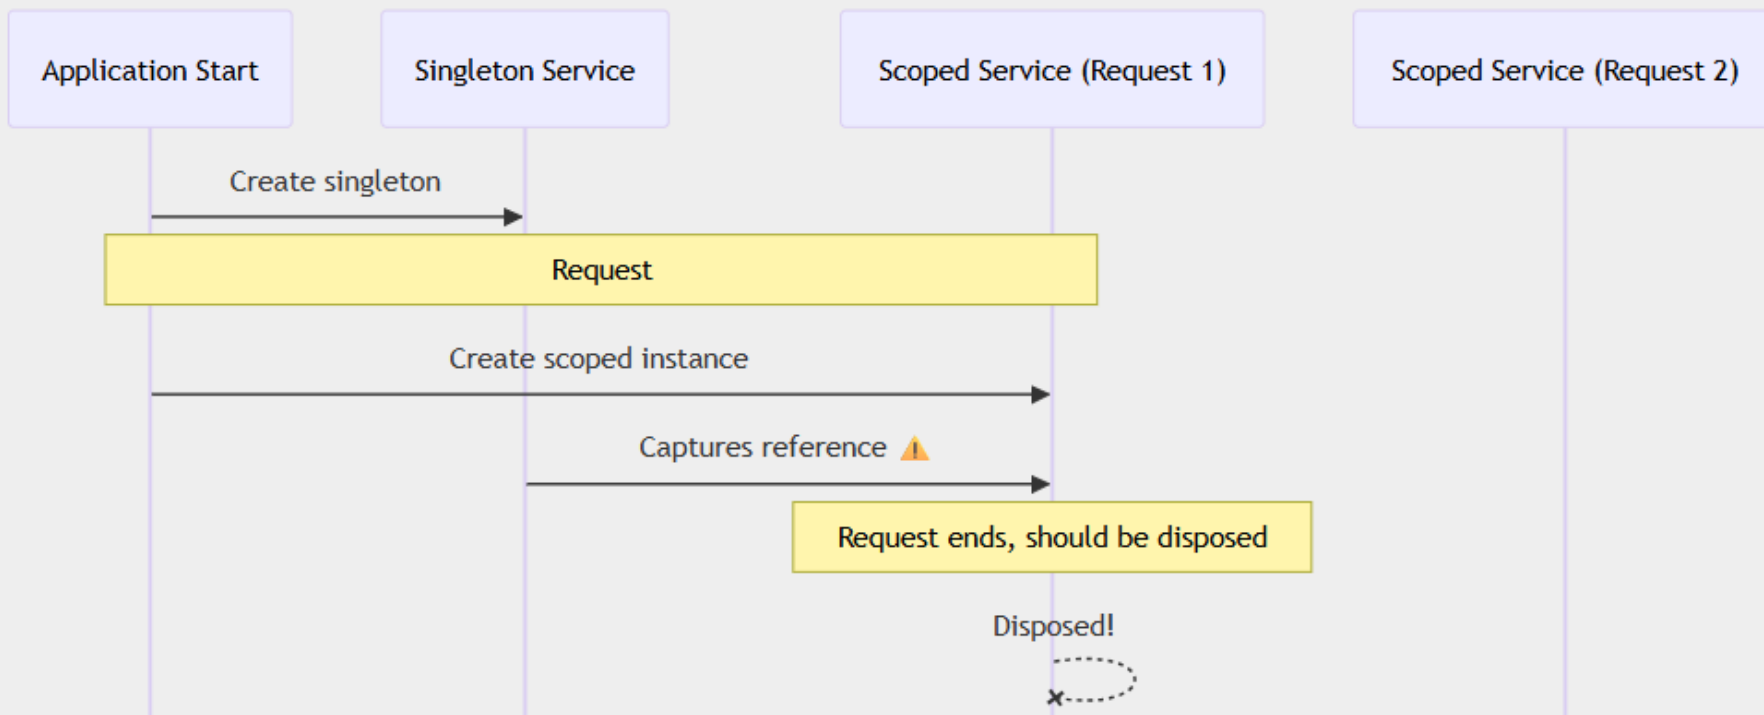 Application Start
Singleton Service
Scoped Service (Request 1)
Scoped Service (Request 2)
Create singleton
Request
Create scoped instance
Captures reference ⚠
Request ends, should be disposed
Disposed!